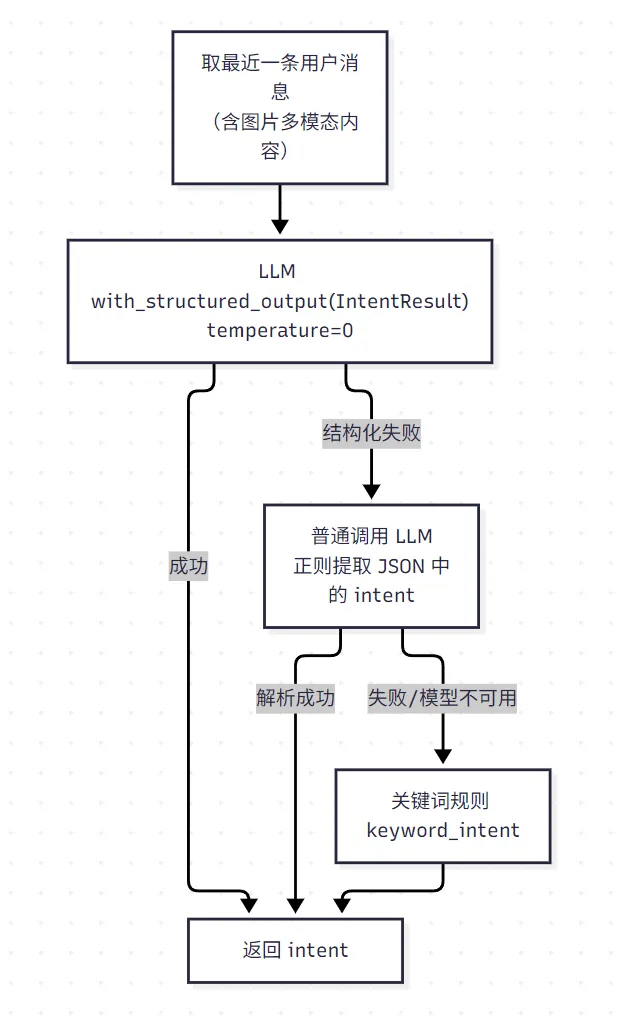 取最近一条用户消
息
（含图片多模态内
容）
LLM
with_structured_output(IntentResult)
temperature=0
结构化失败
普通调用 LLM
正则提取 JSON 中
的 intent
成功
解析成功
失败/模型不可用
关键词规则
keyword_intent
返回 intent